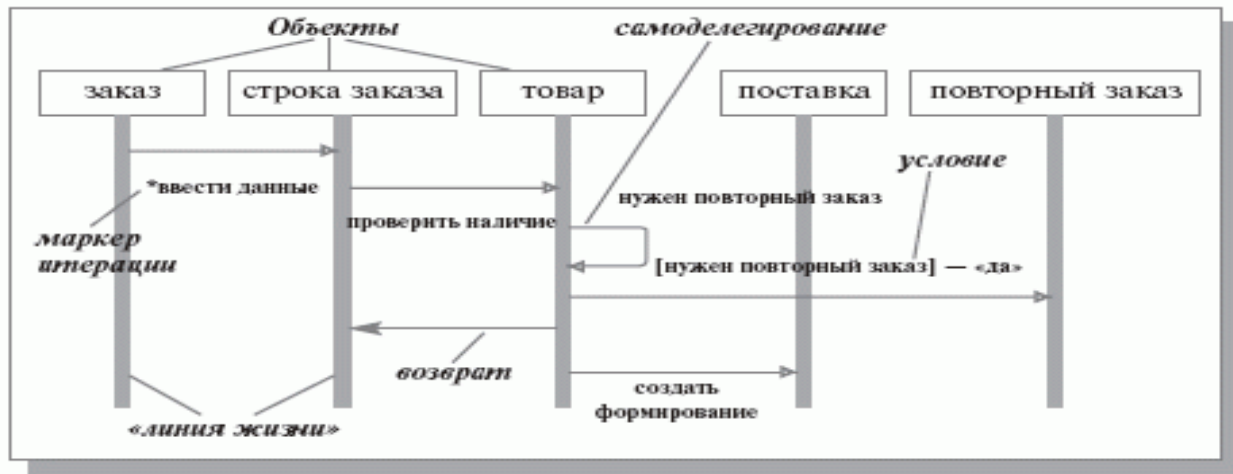 Объекты
самоделегирование
заказ
строка заказа
товар
поставка
повторный заказ
условие
*ввести данные
нужен повторный заказ
проверить наличие
маркер
итерации
[нужен повторный заказ] — «да»
возврат
создать
формирование
«линия жизни»